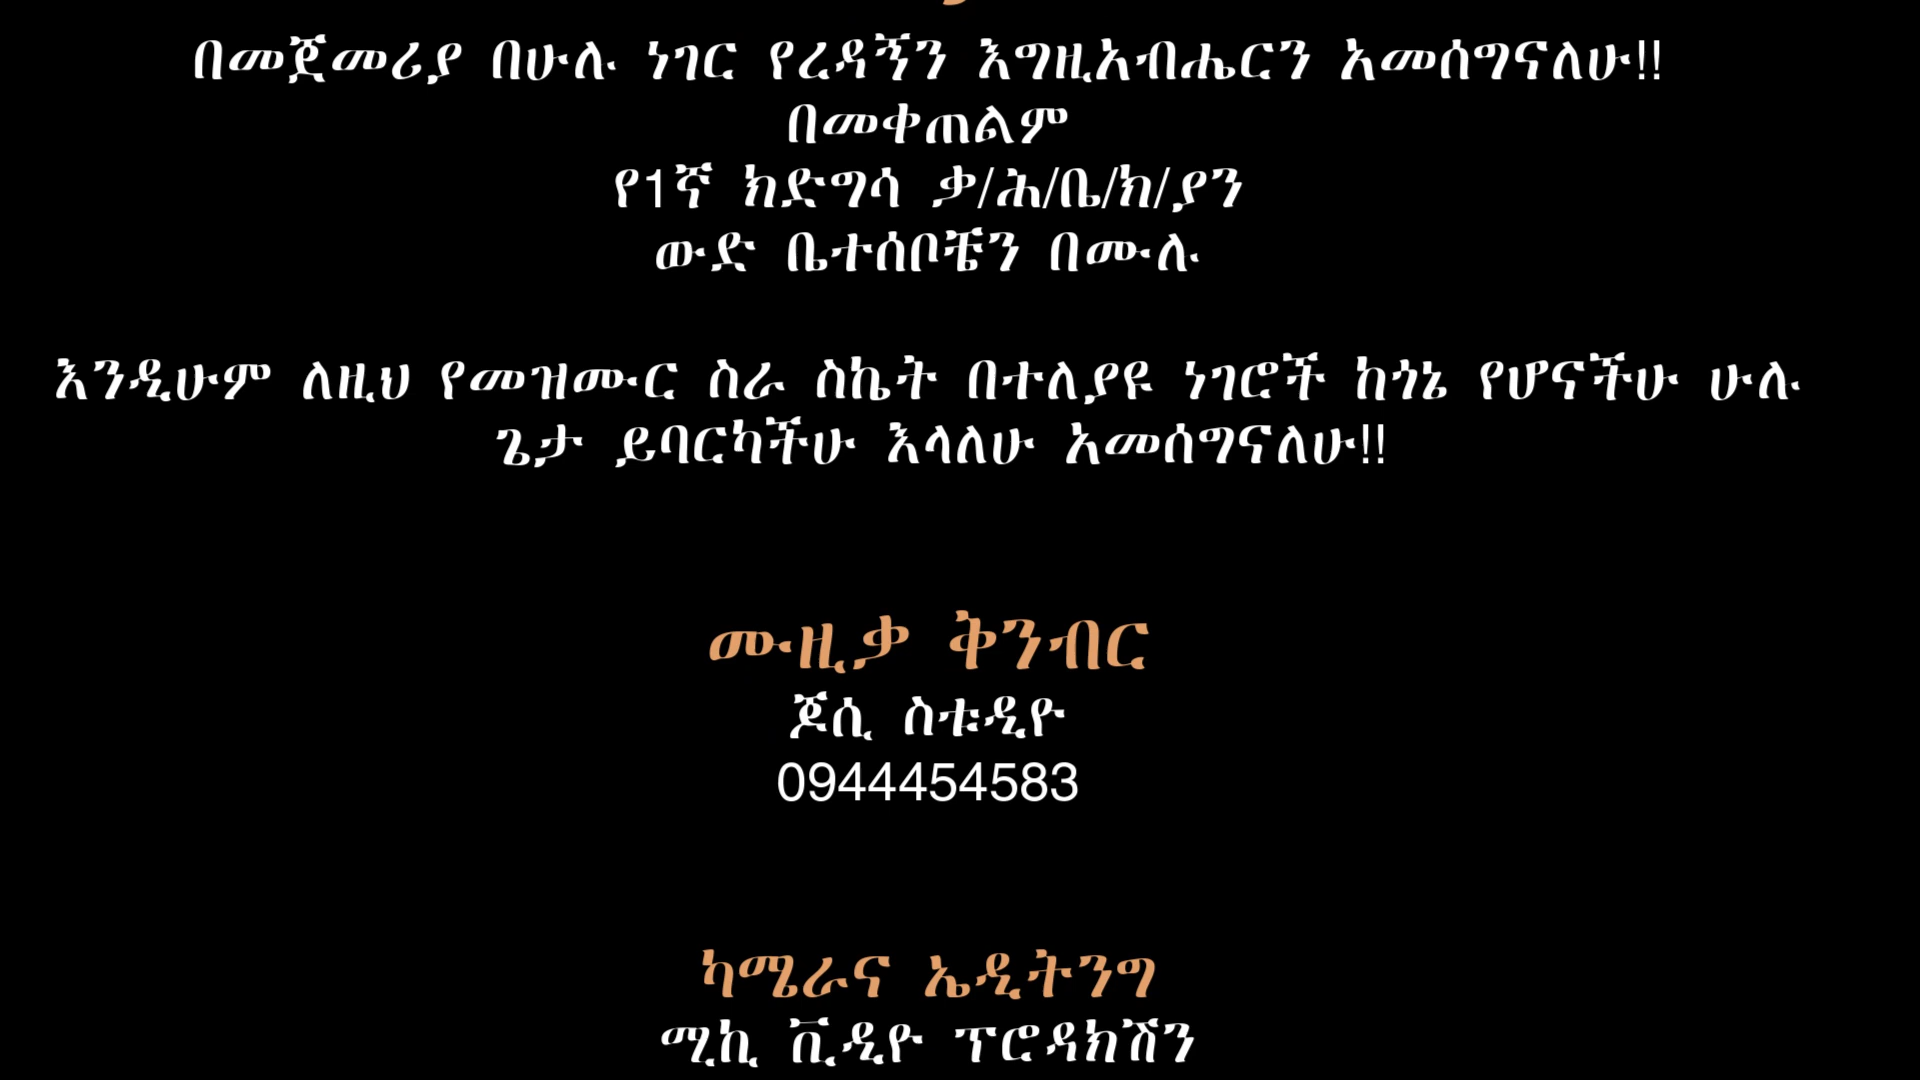 በመጀመሪያ በሁሉ ነገር የረዳኝን እግዚአብሔርን አመሰግናለሁ!!
በመቀጠልም
የ1ኛ ክድግሳ ቃ/ሕ/ቤ/ክ/ያን
ውድ ቤተሰቦቼን በሙሉ
እንዲሁም ለዚህ የመዝሙር ስራ ስኬት በተለያዩ ነገሮች ከጎኔ የሆናችሁ ሁሉ
ጌታ ይባርካችሁ እላለሁ አመሰግናለሁ!!
ሙዚቃ ቅንብር
ጆሲ ስቱዲዮ
0944454583
ካሜራና ኤዲትንግ
ሚኪ ቪዲዮ ፕሮዳክሽን